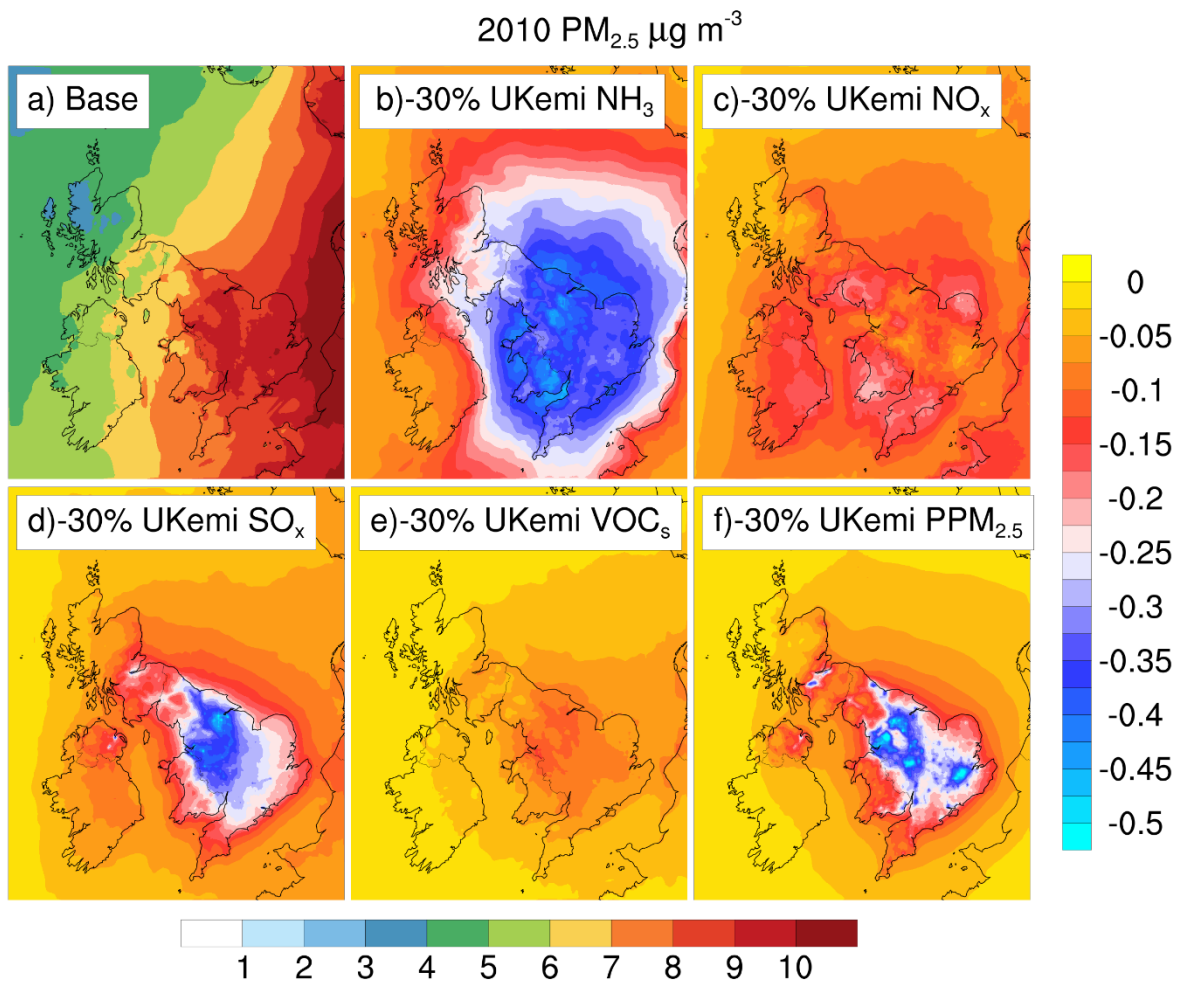 2010 PM2.5 µg m-3
a) Base
b)-30% UKemi NH3
c)-30% UKemi NOx
d)-30% UKemi SOx
e)-30% UKemi VOCs
f)-30% UKemi PPM2.5
0
-0.05
-0.1
-0.15
-0.2
-0.25
-0.3
-0.35
-0.4
-0.45
-0.5
1 2 3 4 5 6 7 8 9 10